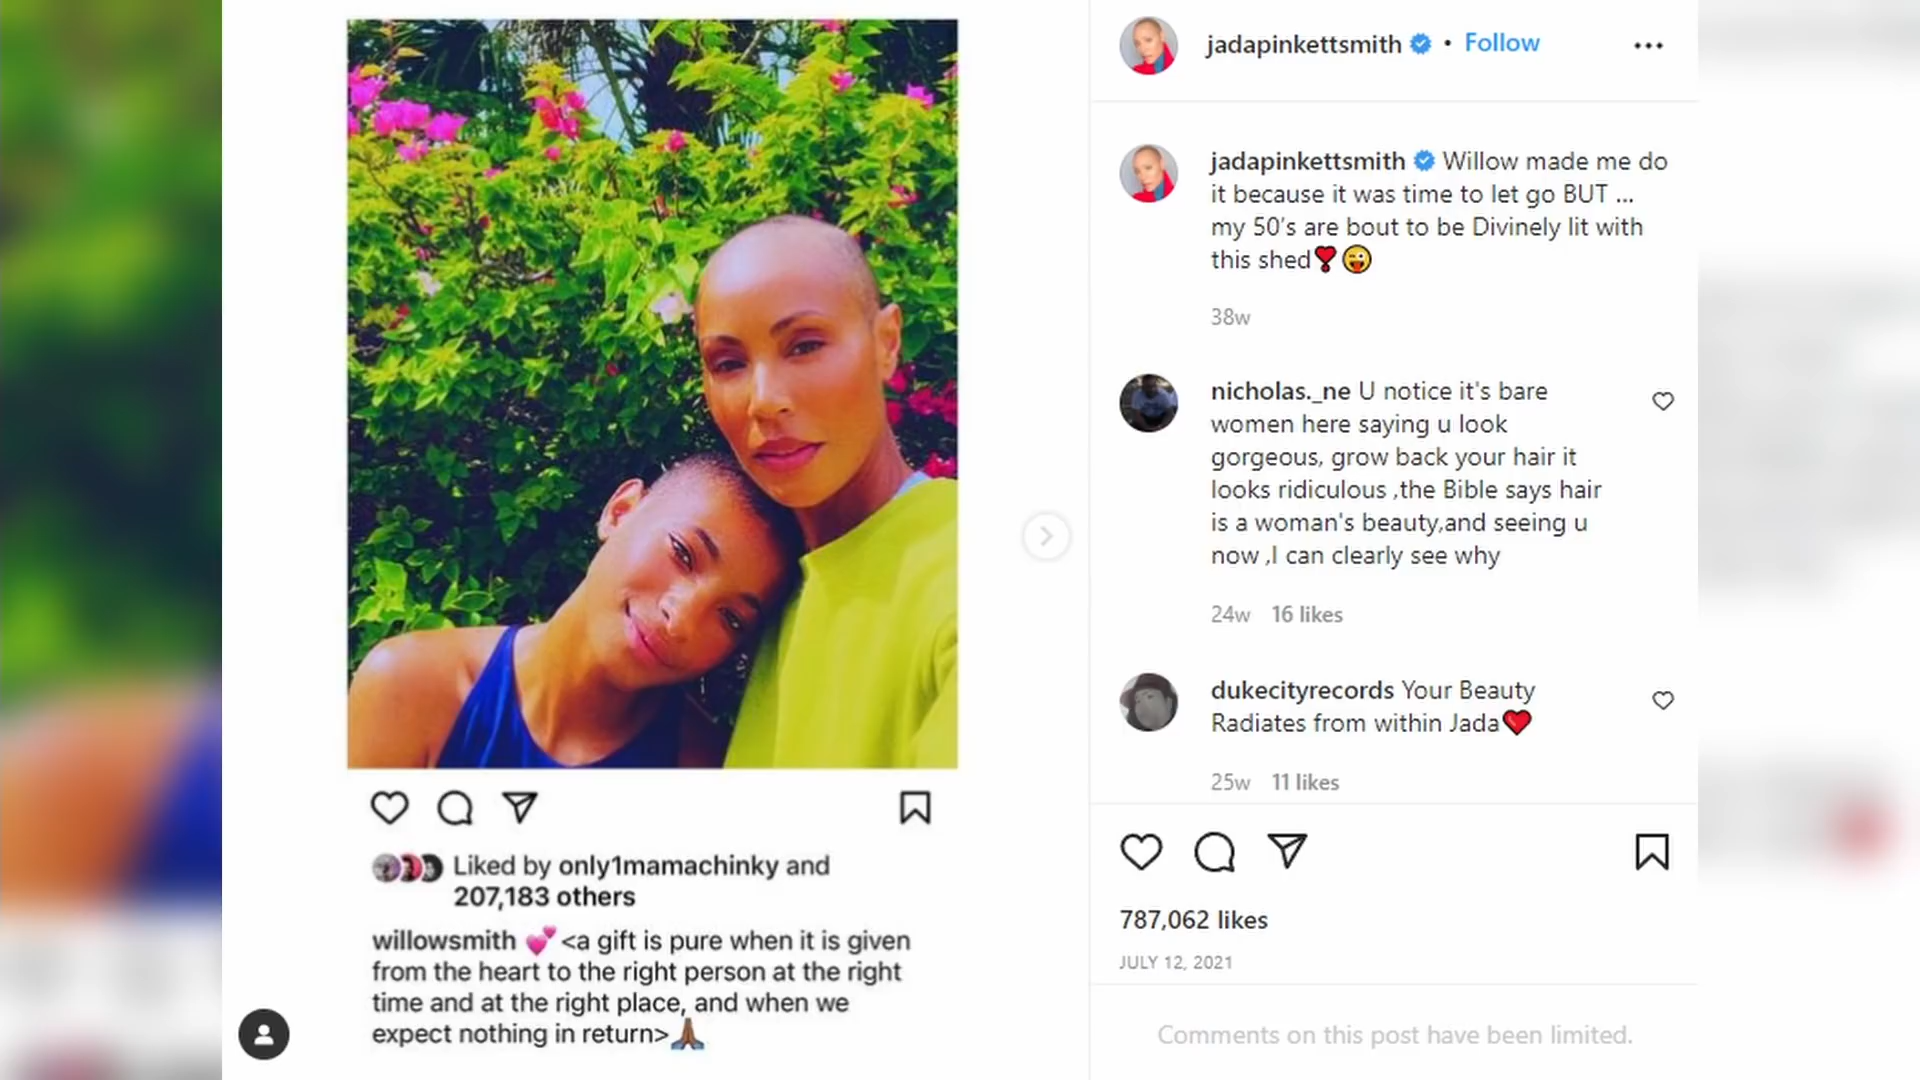 jadapinkettsmith • Follow
jadapinkettsmith Willow made me do
it because it was time to let go BUT ...
my 50's are bout to be Divinely lit with
this shed❣️😜
38w
nicholas._ne U notice it's bare
women here saying u look
gorgeous, grow back your hair it
looks ridiculous ,the Bible says hair
is a woman's beauty,and seeing u
now ,I can clearly see why
24w 16 likes
dukecityrecords Your Beauty
Radiates from within Jada❤️
25w 11 likes
787,062 likes
JULY 12, 2021
Comments on this post have been limited.
Liked by only1mamachinky and
207,183 others
willowsmith 💕 <a gift is pure when it is given
from the heart to the right person at the right
time and at the right place, and when we
expect nothing in return>🙏🏾